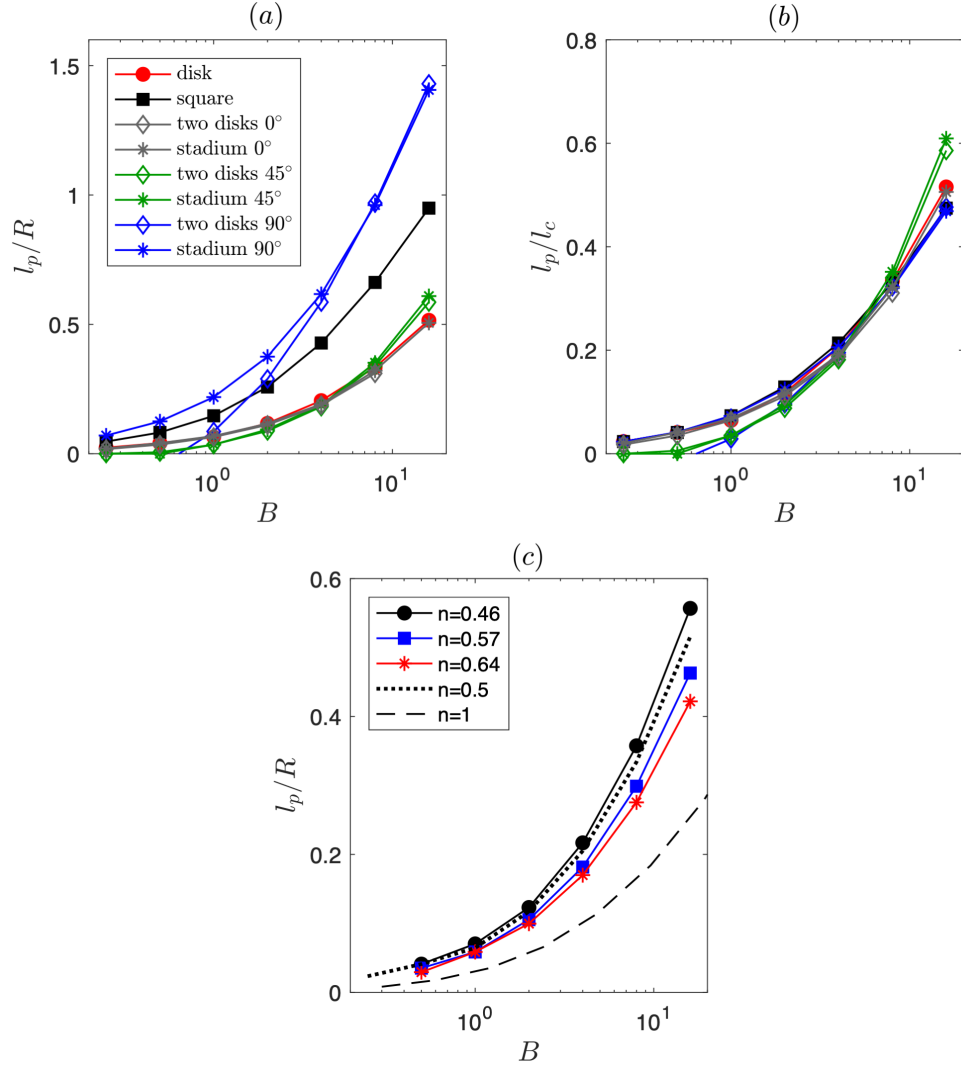 (a)
1.5
1
0.5
0
l_p/R
disk
square
two disks 0°
stadium 0°
two disks 45°
stadium 45°
two disks 90°
stadium 90°
10^0
10^1
B
(b)
0.8
0.6
0.4
0.2
0
l_p/l_c
10^0
10^1
B
(c)
0.6
0.4
0.2
0
l_p/R
n=0.46
n=0.57
n=0.64
n=0.5
n=1
10^0
10^1
B